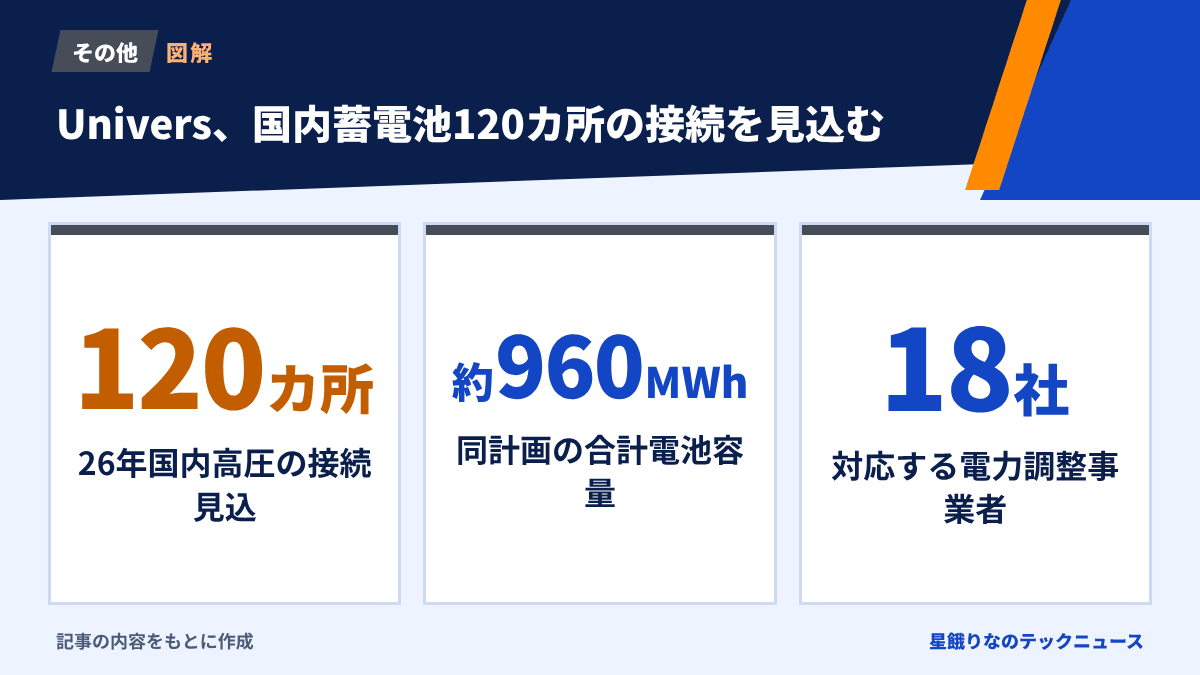 その他 図解
Univers、国内蓄電池120カ所の接続を見込む
120カ所
26年国内高圧の接続
見込
約960MWh
同計画の合計電池容
量
18社
対応する電力調整事
業者
記事の内容をもとに作成
星餓りなのテックニュース